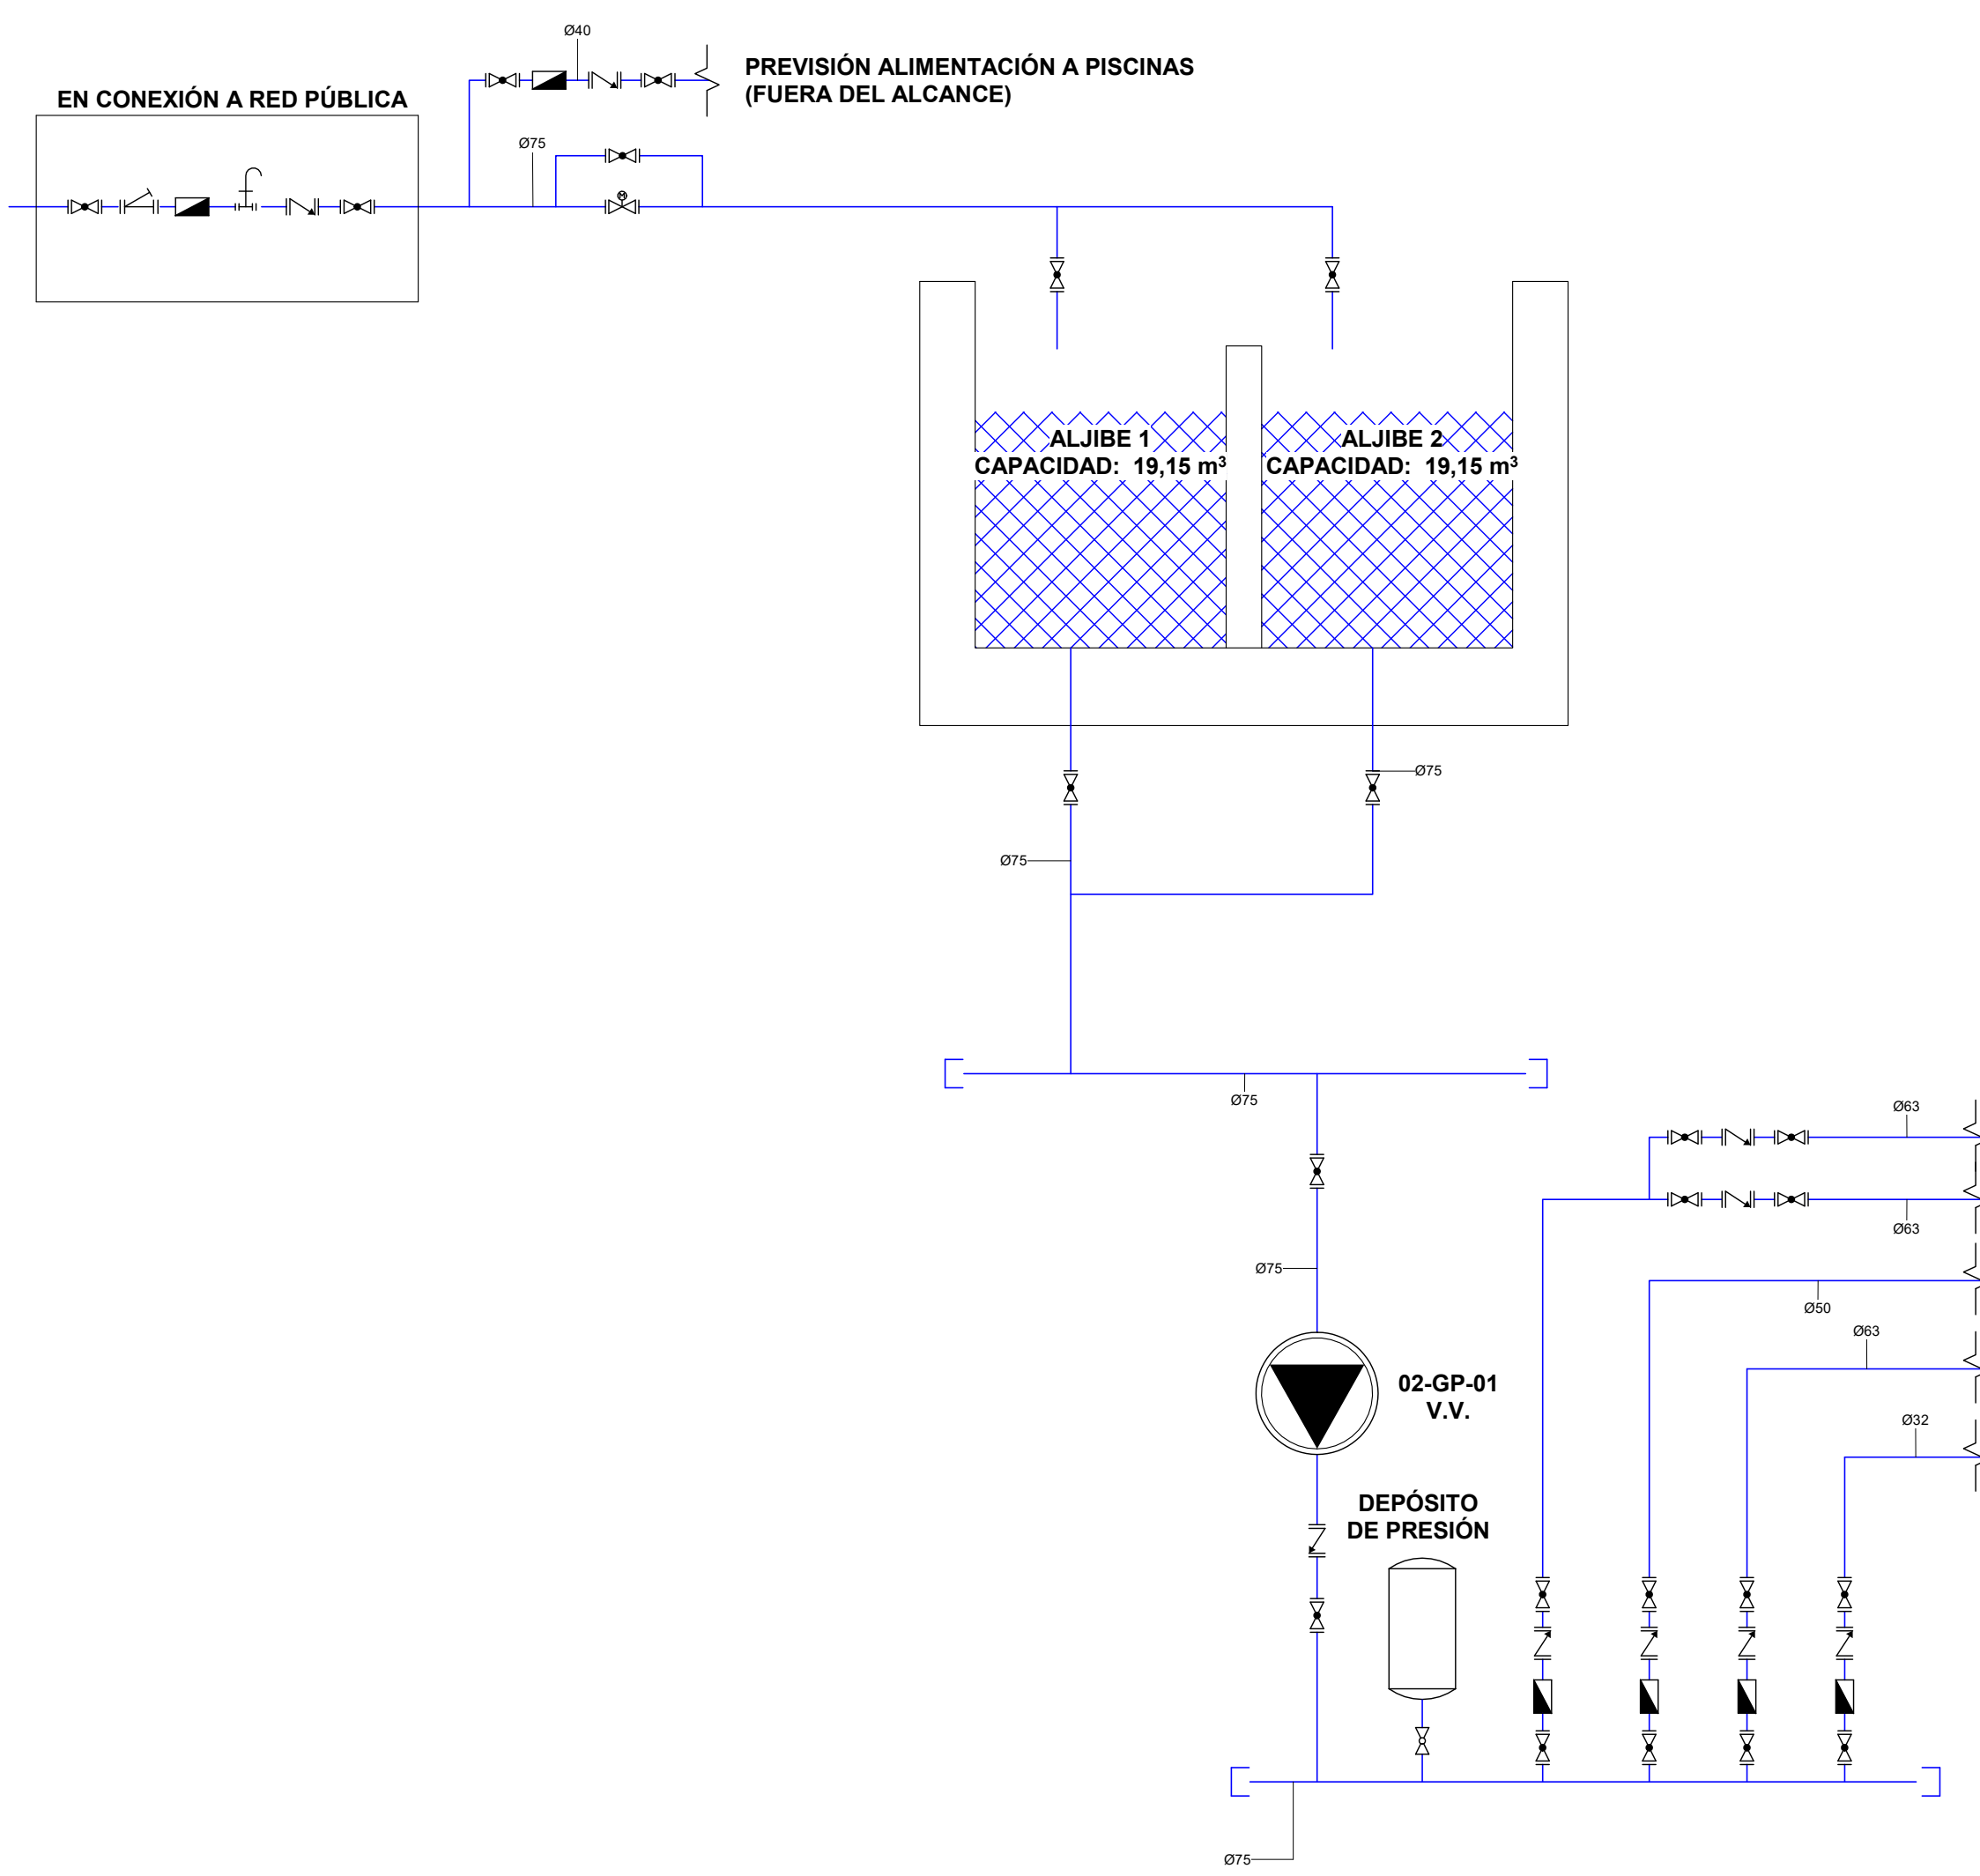 Ø40
PREVISIÓN ALIMENTACIÓN A PISCINAS
(FUERA DEL ALCANCE)
EN CONEXIÓN A RED PÚBLICA
Ø75
M
ALJIBE 1
CAPACIDAD: 19,15 m³
ALJIBE 2
CAPACIDAD: 19,15 m³
Ø75
Ø75
Ø75
Ø63
Ø63
Ø75
Ø50
Ø63
02-GP-01
V.V.
Ø32
DEPÓSITO
DE PRESIÓN
Ø75